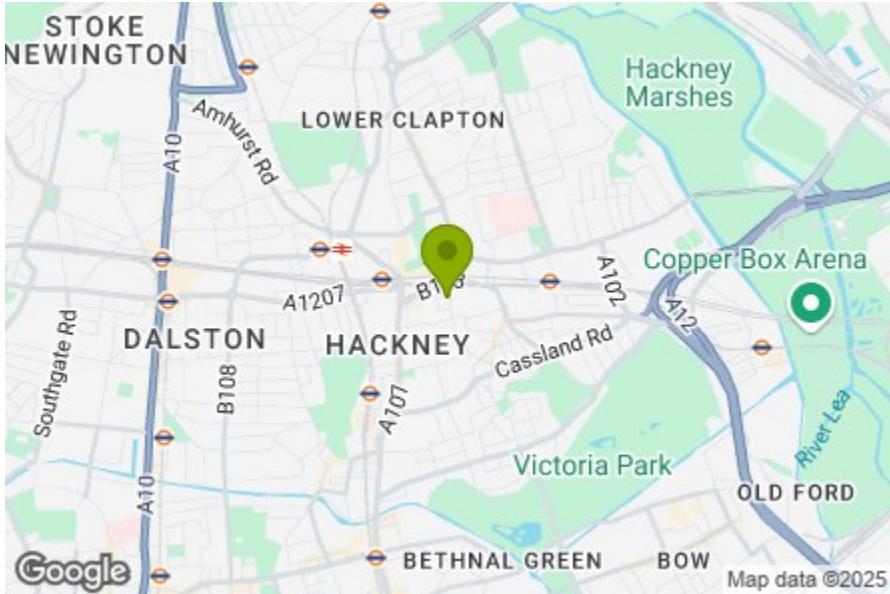 STOKE
NEWINGTON
Hackney
Marshes
LOWER CLAPTON
Amhurst Rd
A10
Copper Box Arena
A102
A12
A1207
DALSTON
HACKNEY
Cassland Rd
Southgate Rd
B108
A107
River Lea
Victoria Park
A10
OLD FORD
BETHNAL GREEN
BOW
Google
Map data ©2025